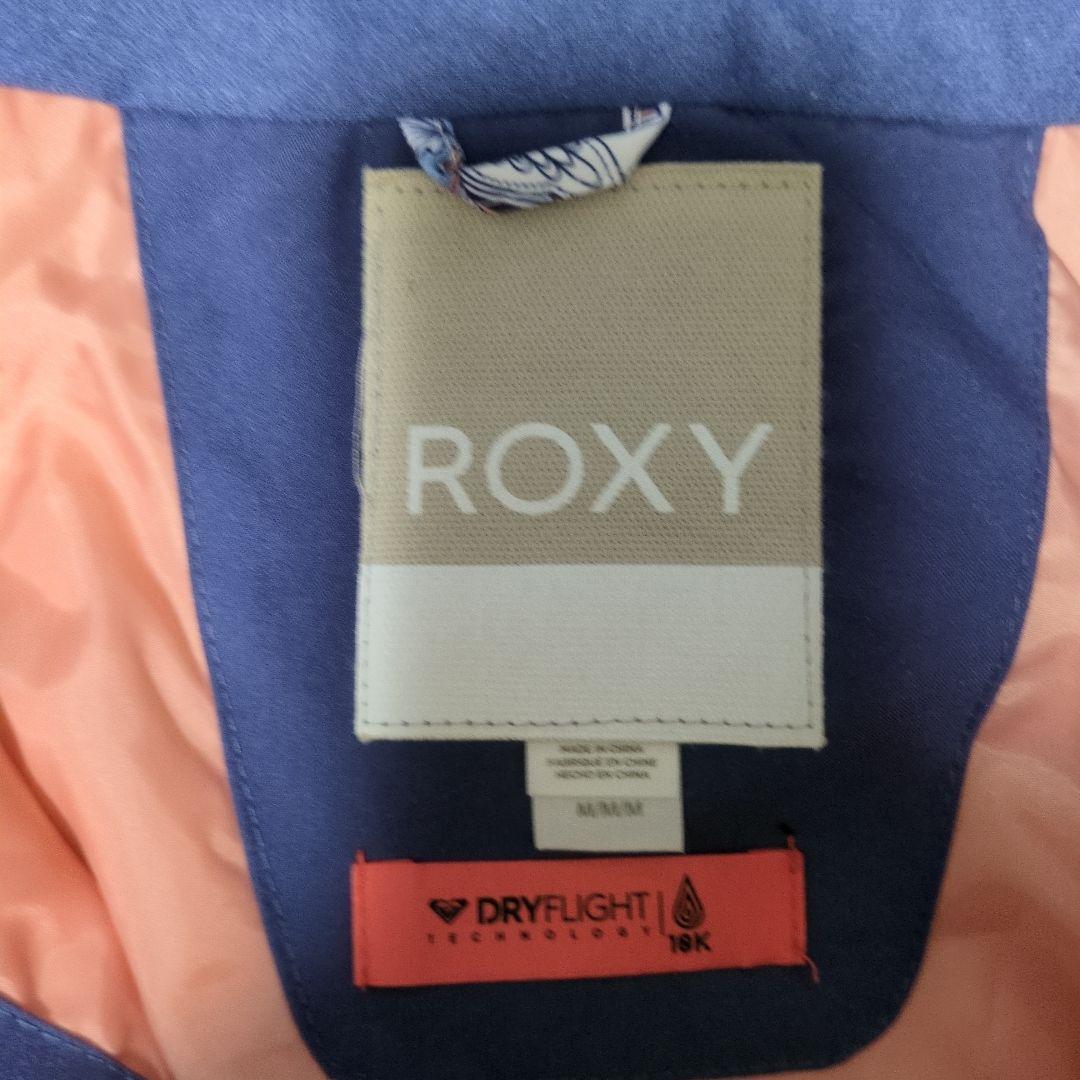 ROXY
MADE IN CHINA
FABRIQUÉ EN CHINE
HECHO EN CHINA
M/M/M
DRYFLIGHT
TECHNOLOGY
10K